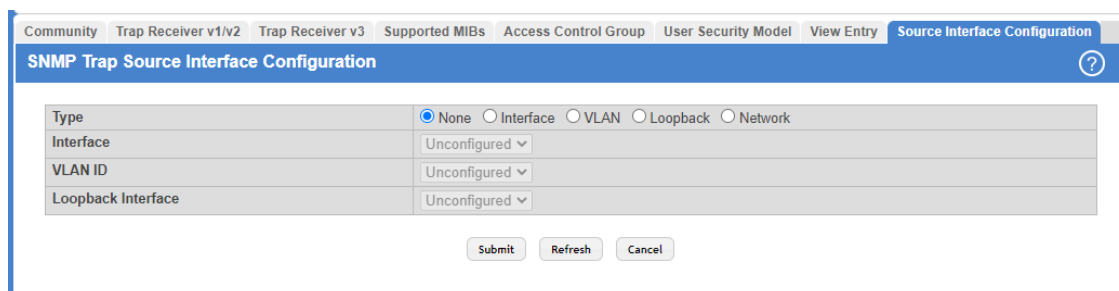 Community Trap Receiver v1/v2 Trap Receiver v3 Supported MIBs Access Control Group User Security Model View Entry Source Interface Configuration
SNMP Trap Source Interface Configuration ?
Type None Interface VLAN Loopback Network
Interface Unconfigured
VLAN ID Unconfigured
Loopback Interface Unconfigured
Submit Refresh Cancel